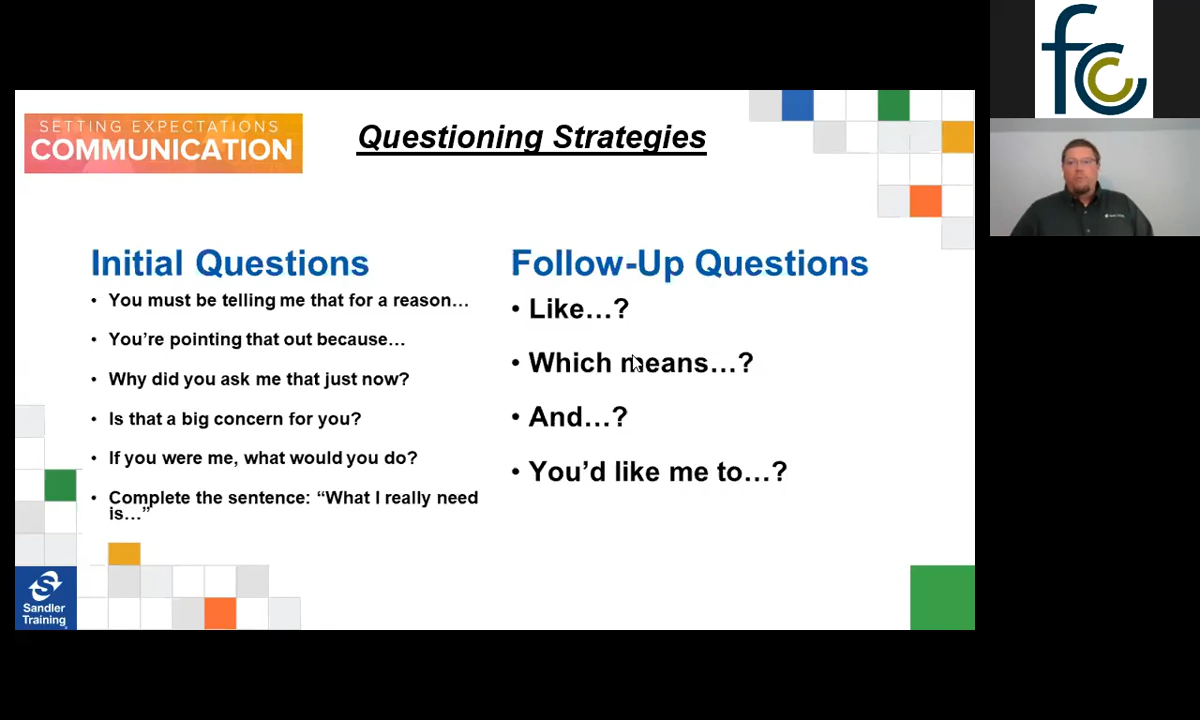 SETTING EXPECTATIONS
COMMUNICATION
Questioning Strategies
Initial Questions
• You must be telling me that for a reason…
• You’re pointing that out because…
• Why did you ask me that just now?
• Is that a big concern for you?
• If you were me, what would you do?
• Complete the sentence: “What I really need
is…”
Follow-Up Questions
• Like…?
• Which means…?
• And…?
• You’d like me to…?
Sandler
Training
fcc